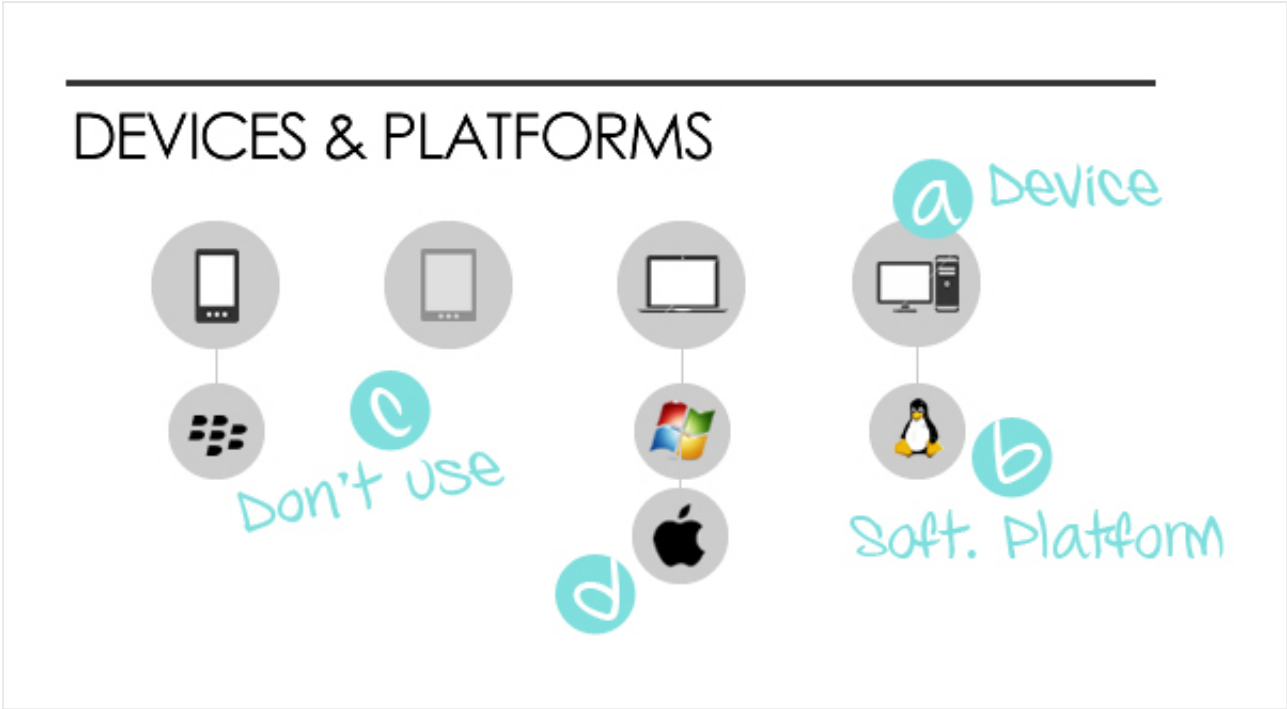 DEVICES & PLATFORMS
a Device
c
Don't use
b
Soft. Platform
d